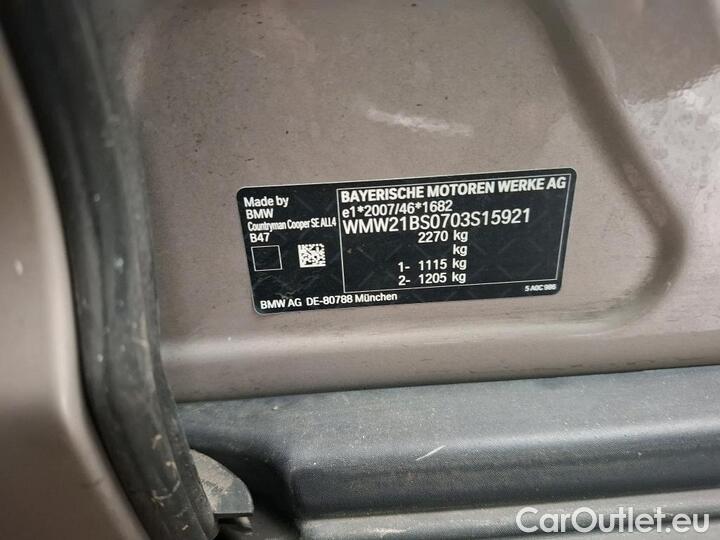 Made by
BMW
Countryman Cooper SE ALL4
B47
BAYERISCHE MOTOREN WERKE AG
e1*2007/46*1682
WMW21BS0703S15921
2270 kg
kg
1- 1115 kg
2- 1205 kg
BMW AG DE-80788 München
5 A0C 986
CarOutlet.eu